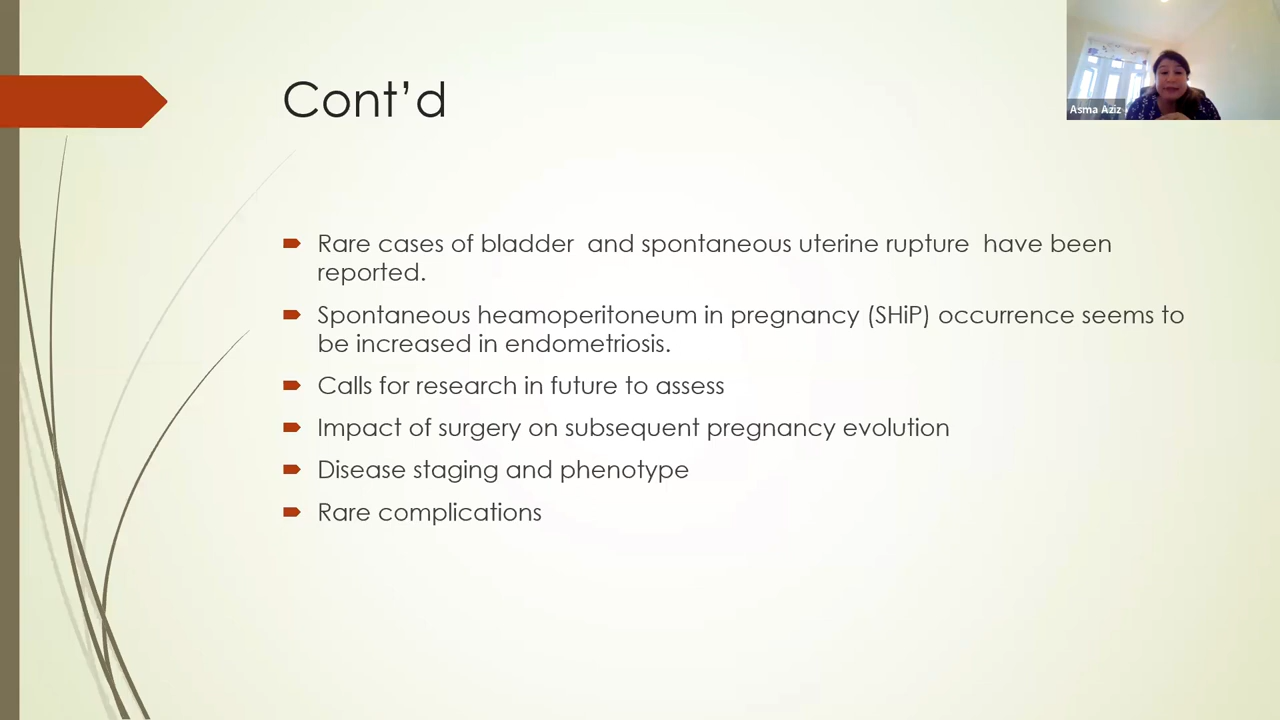 Cont’d
Asma Aziz
Rare cases of bladder  and spontaneous uterine rupture  have been
reported.
Spontaneous heamoperitoneum in pregnancy (SHiP) occurrence seems to
be increased in endometriosis.
Calls for research in future to assess
Impact of surgery on subsequent pregnancy evolution
Disease staging and phenotype
Rare complications